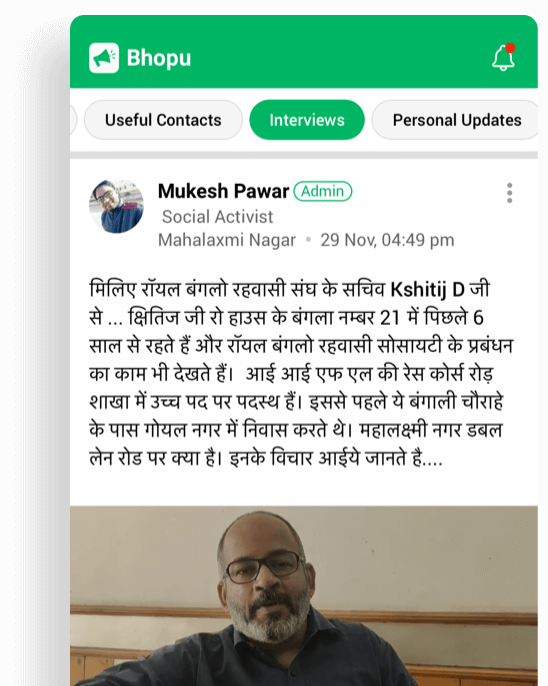 Bhopu
Useful Contacts
Interviews
Personal Updates
Mukesh Pawar Admin
Social Activist
Mahalaxmi Nagar • 29 Nov, 04:49 pm
मिलिए रॉयल बंगलो रहवासी संघ के सचिव Kshitij D जी
से ... क्षितिज जी रो हाउस के बंगला नम्बर 21 में पिछले 6
साल से रहते हैं और रॉयल बंगलो रहवासी सोसायटी के प्रबंधन
का काम भी देखते हैं। आई आई एफ एल की रेस कोर्स रोड़
शाखा में उच्च पद पर पदस्थ हैं। इससे पहले ये बंगाली चौराहे
के पास गोयल नगर में निवास करते थे। महालक्ष्मी नगर डबल
लेन रोड पर क्या है। इनके विचार आईये जानते है....